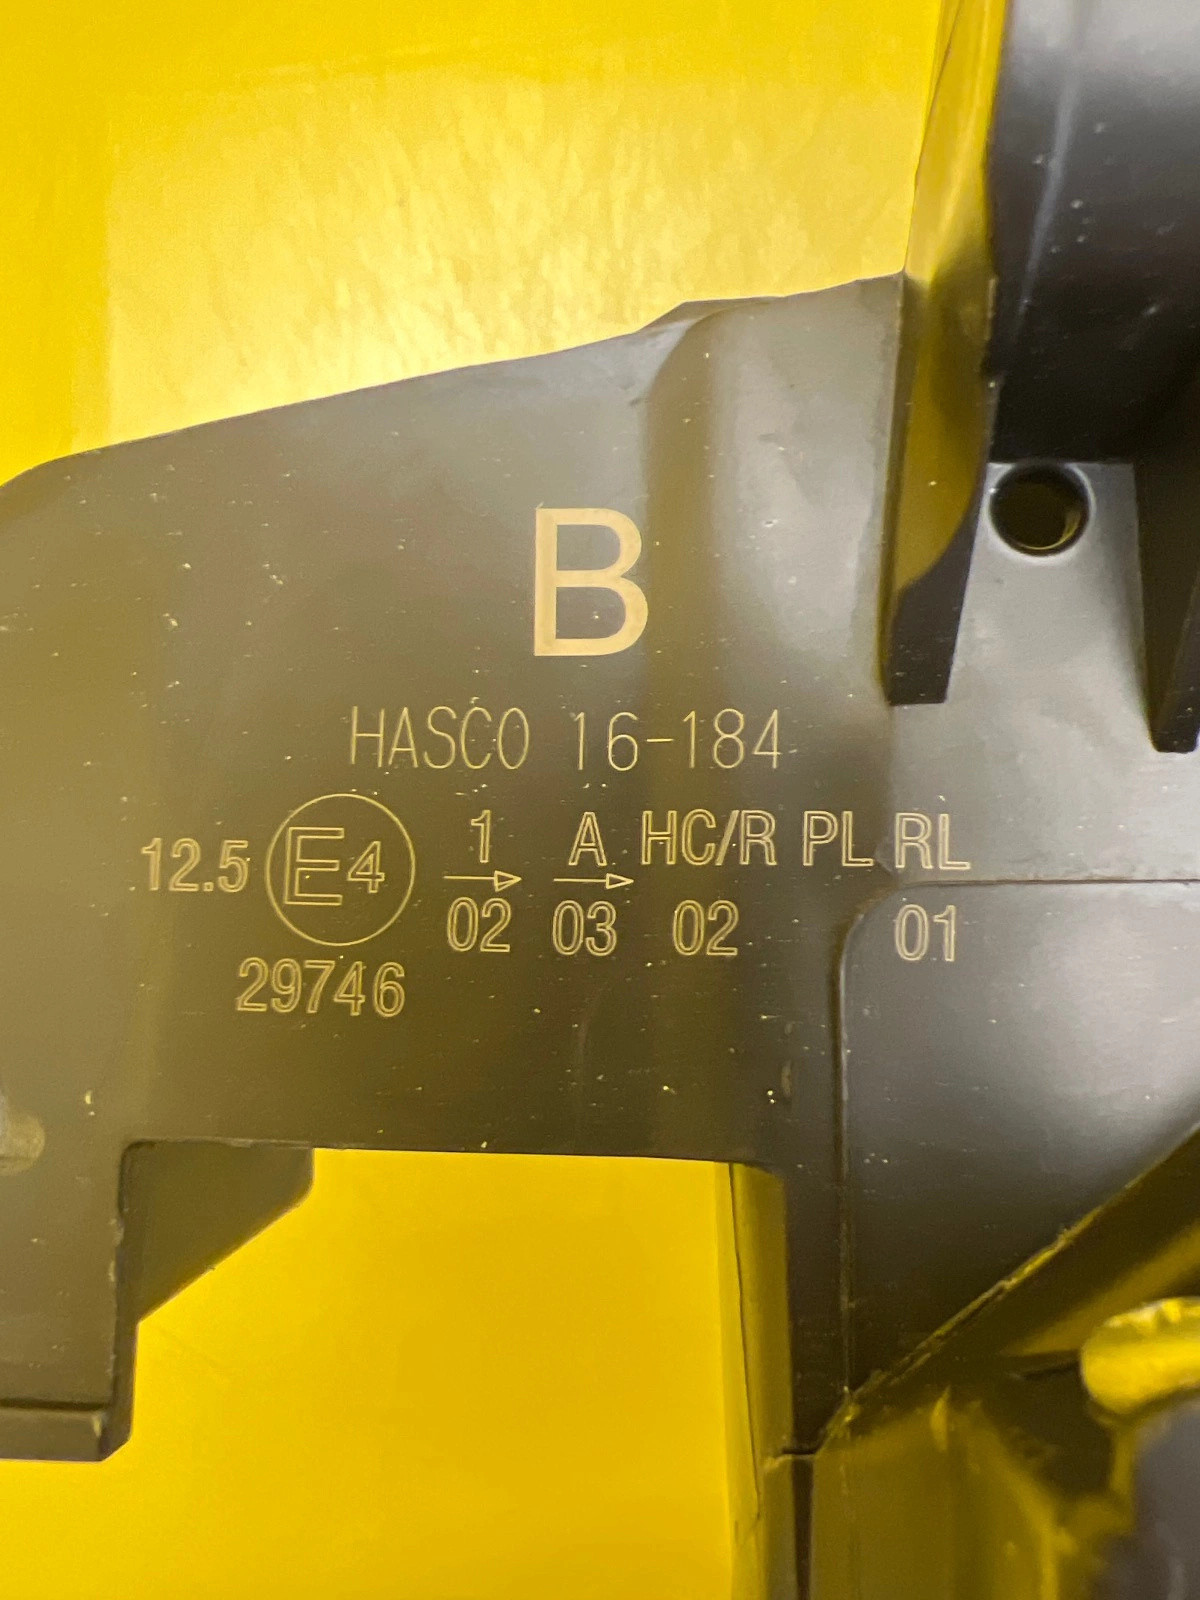 B
HASCO 16-184
12.5 E4 1 A HC/R PL RL
→ →
02 03 02 01
29746